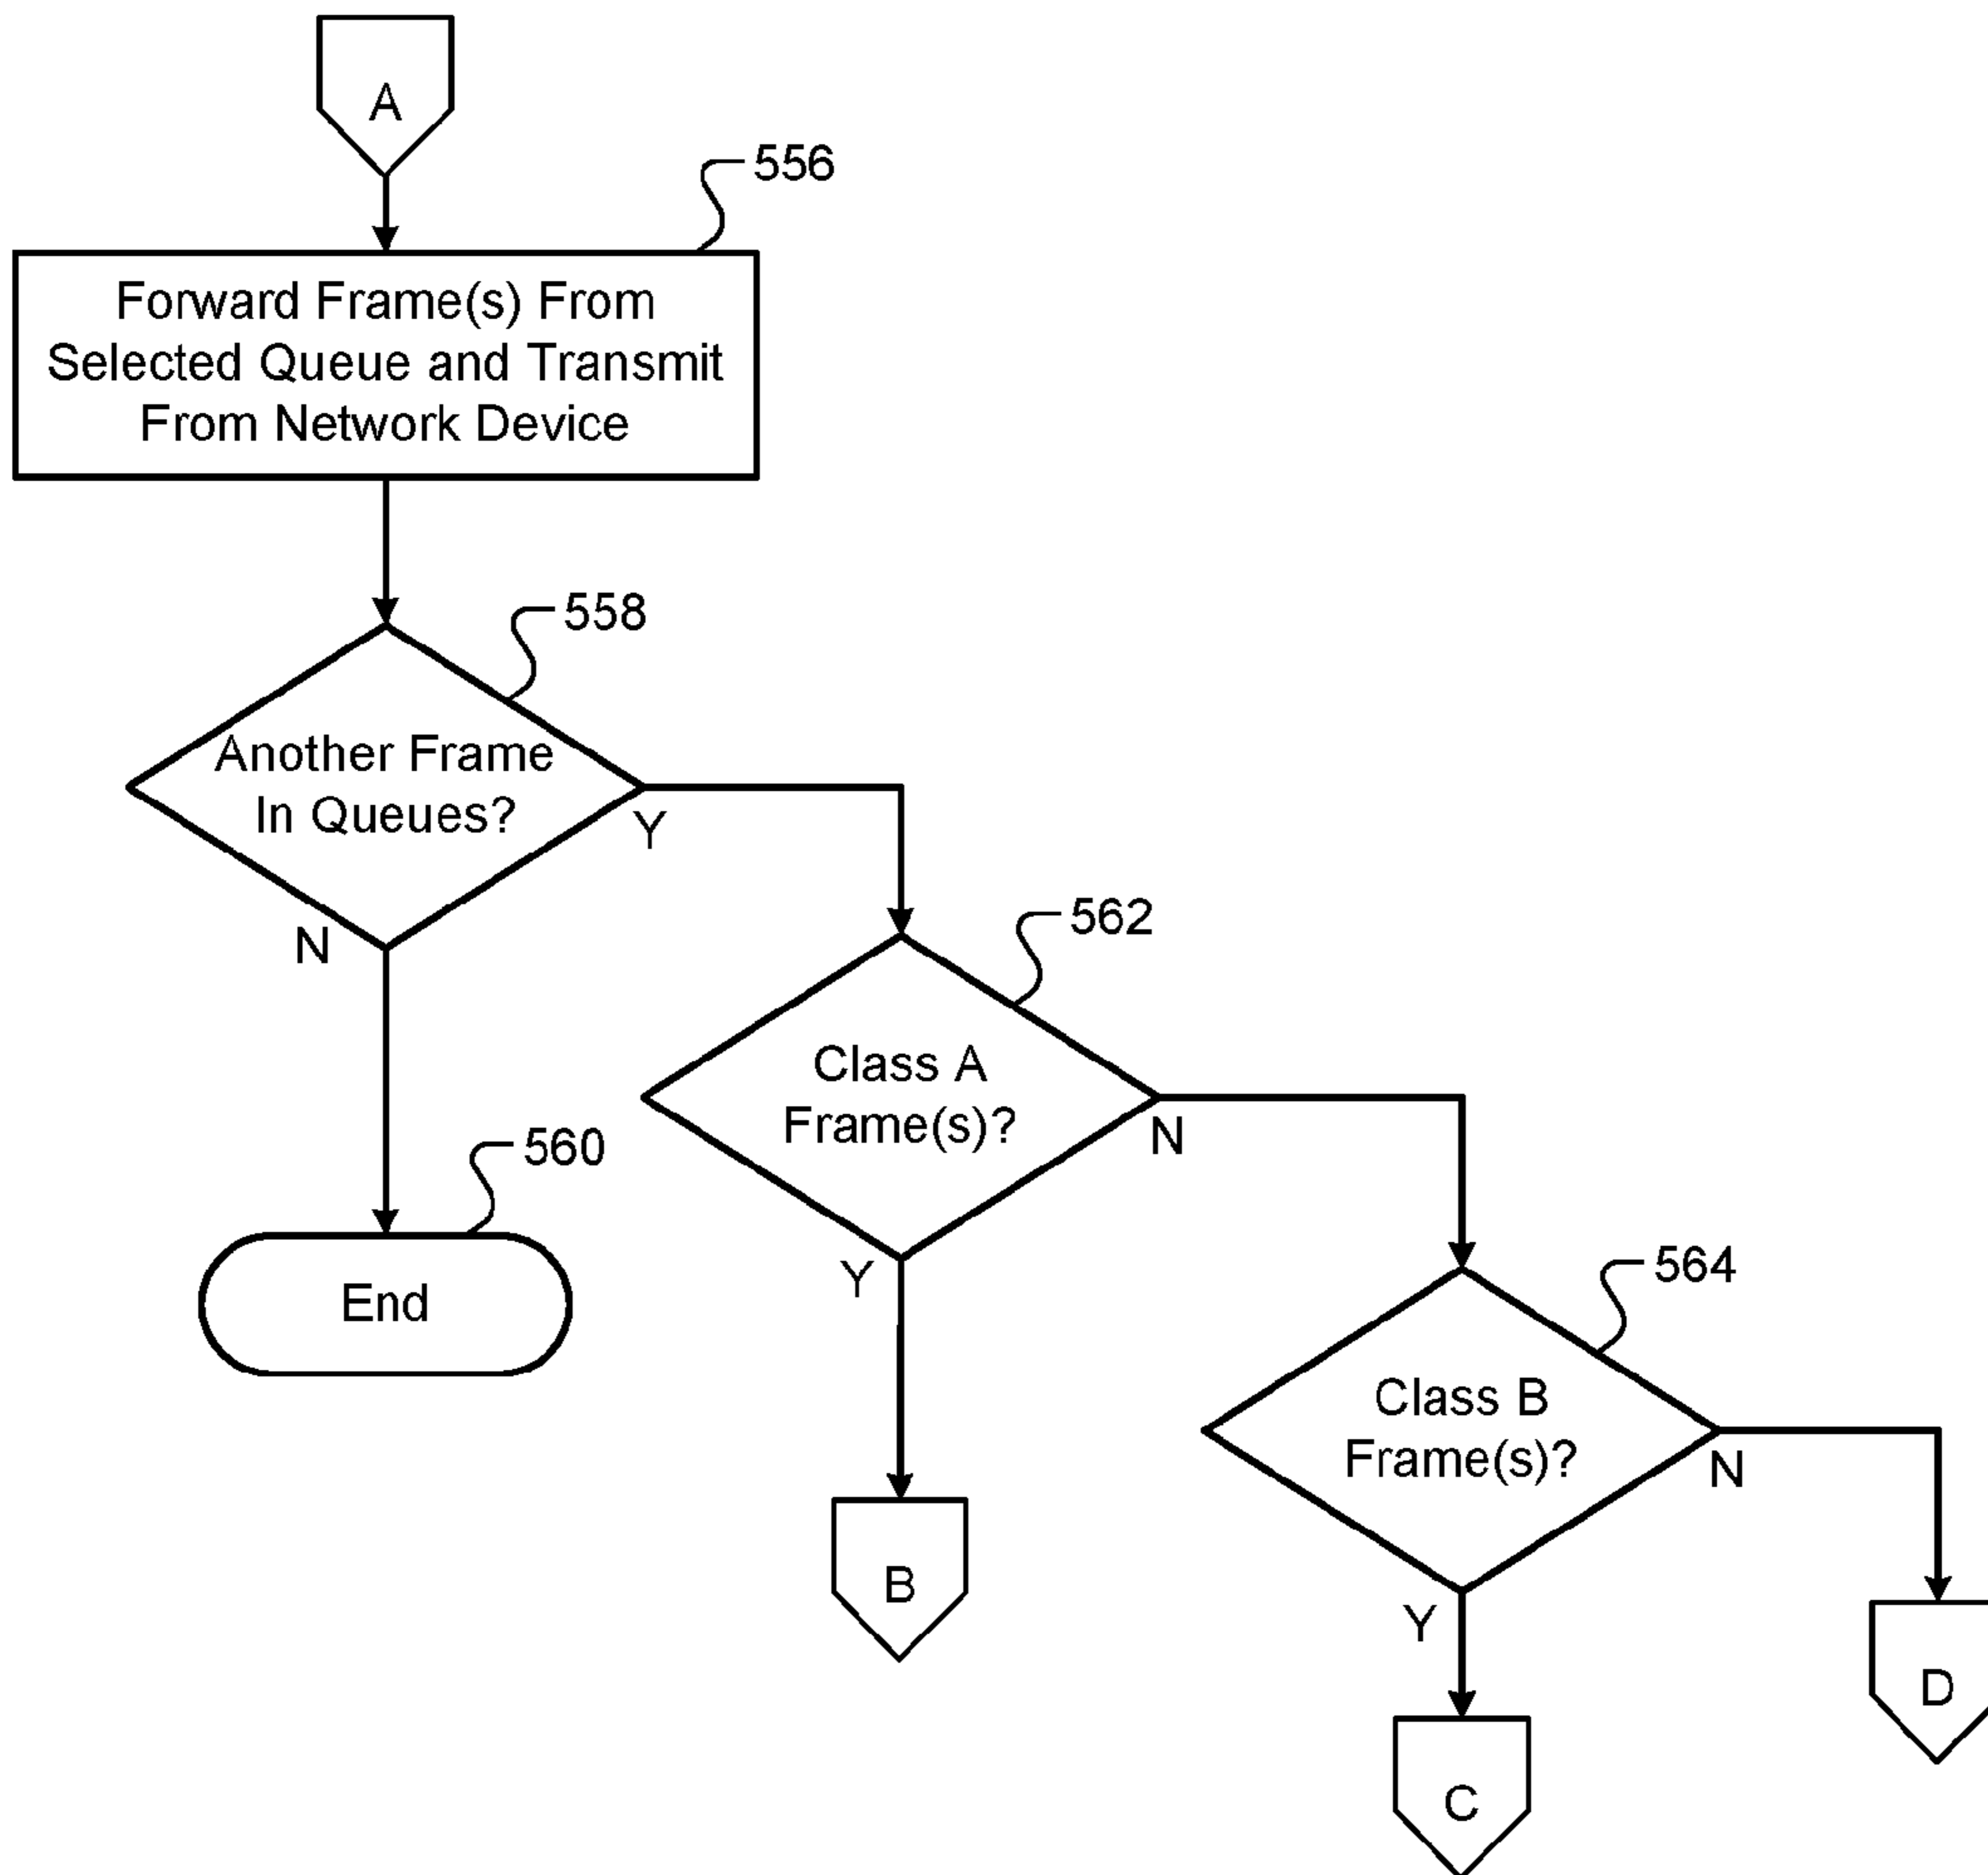 A
556
Forward Frame(s) From
Selected Queue and Transmit
From Network Device
558
Another Frame
In Queues?
Y
N
562
Class A
Frame(s)?
N
Y
560
End
564
Class B
Frame(s)?
N
Y
B
D
C